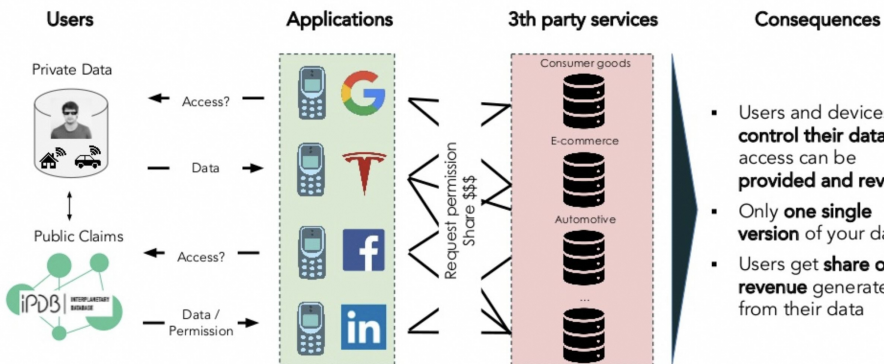 Users
Applications
3th party services
Consequences
Private Data
Access?
Data
Public Claims
iPDB | INTERPLANETARY
DATABASE
Access?
Data /
Permission
in
Request permission
Share $$$
Consumer goods
E-commerce
Automotive
...
▪ Users and device
control their data
access can be
provided and rev
▪ Only one single
version of your da
▪ Users get share o
revenue generate
from their data